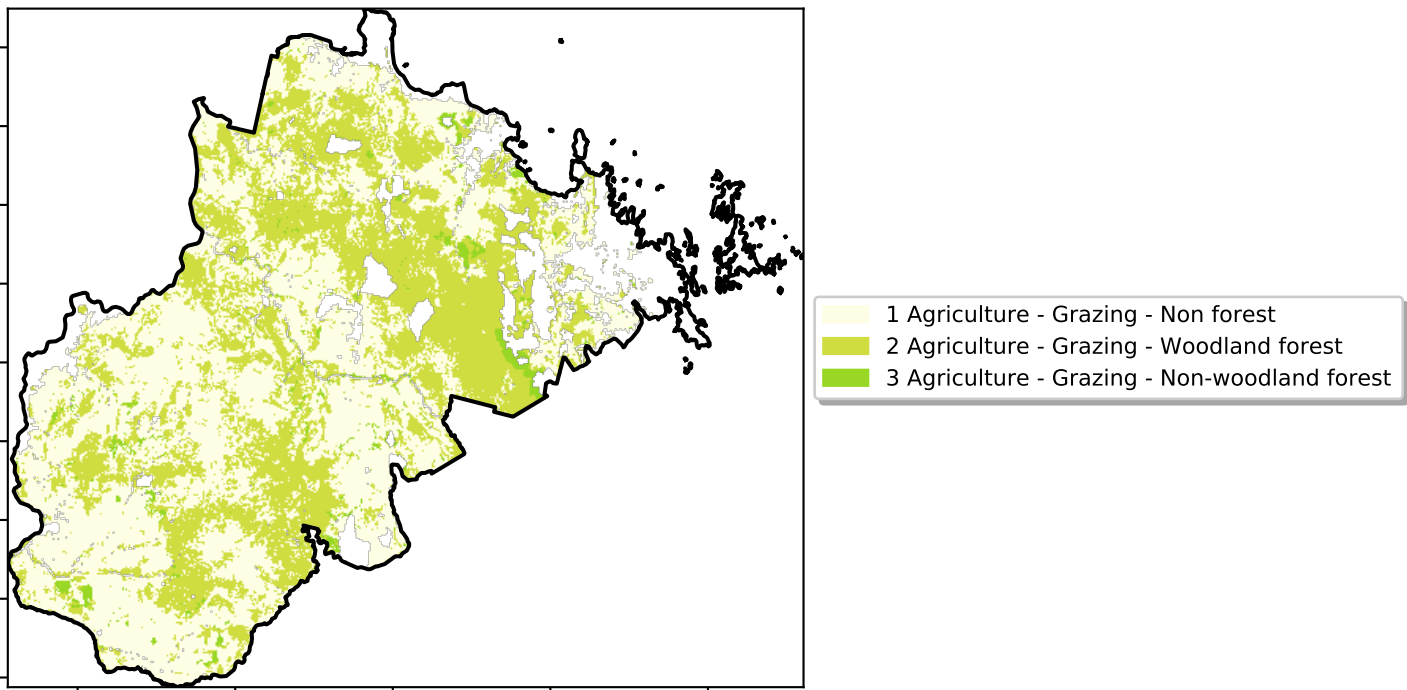 1 Agriculture - Grazing - Non forest
2 Agriculture - Grazing - Woodland forest
3 Agriculture - Grazing - Non-woodland forest